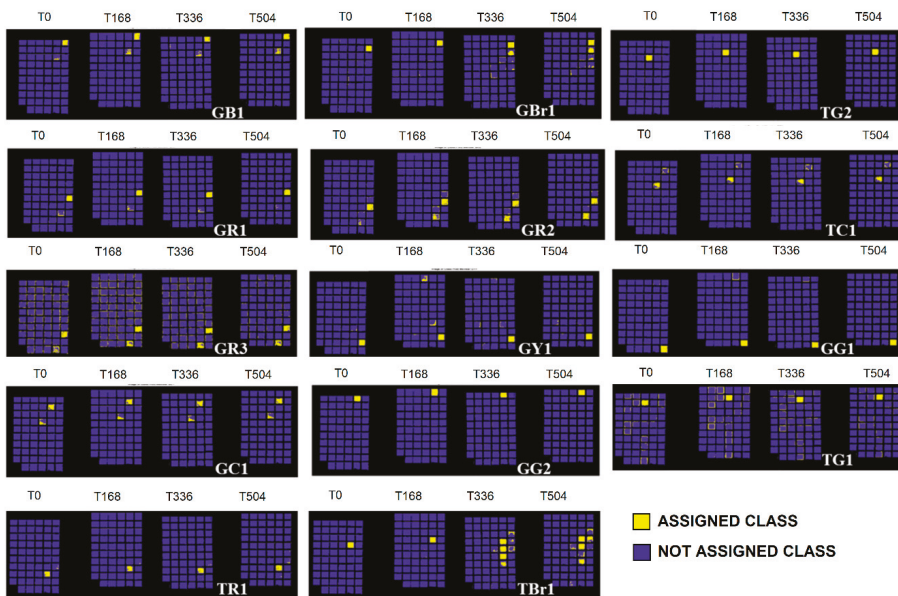 T0 T168 T336 T504 T0 T168 T336 T504 T0 T168 T336 T504
GB1 GBr1 TG2
T0 T168 T336 T504 T0 T168 T336 T504 T0 T168 T336 T504
GR1 GR2 TC1
T0 T168 T336 T504 T0 T168 T336 T504 T0 T168 T336 T504
GR3 GY1 GG1
T0 T168 T336 T504 T0 T168 T336 T504 T0 T168 T336 T504
GC1 GG2 TG1
T0 T168 T336 T504 T0 T168 T336 T504
TR1 TBr1
ASSIGNED CLASS
NOT ASSIGNED CLASS